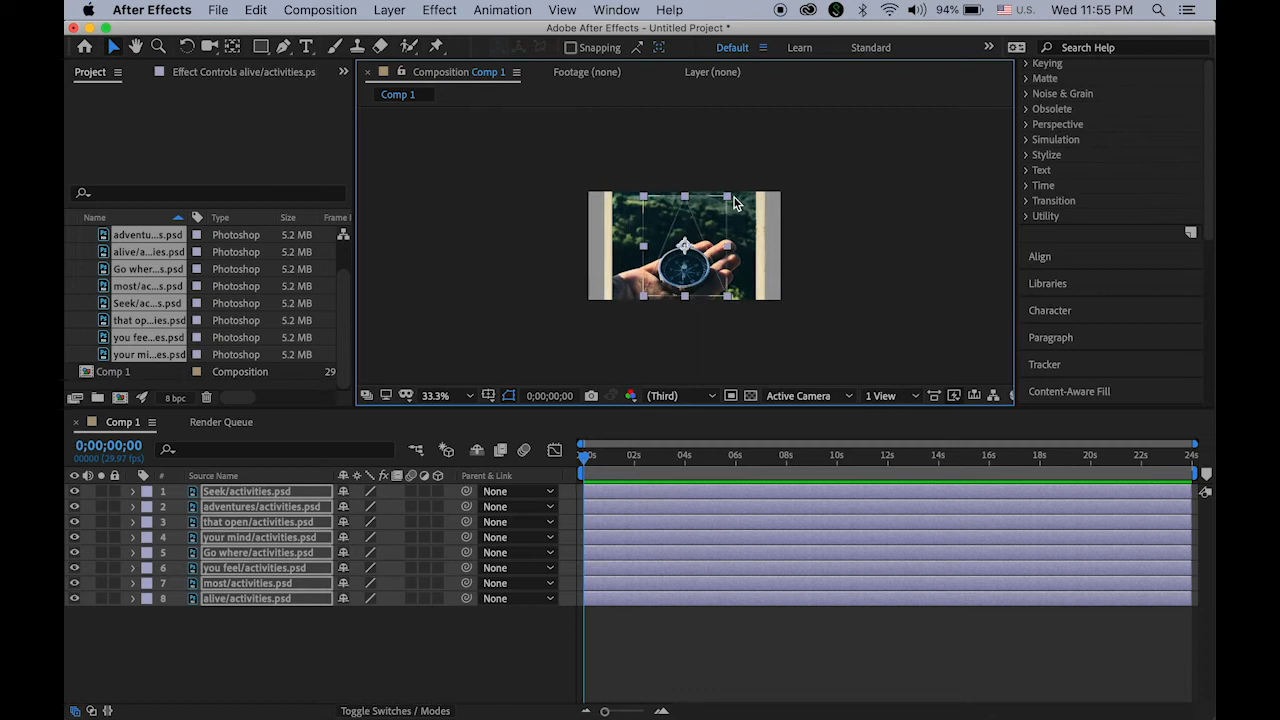 After Effects File Edit Composition Layer Effect Animation View Window Help 94% U.S. Wed 11:55 PM
Adobe After Effects - Untitled Project *
Snapping Default Learn Standard Search Help
Project Effect Controls alive/activities.ps Composition Comp 1 Footage (none) Layer (none)
Comp 1
Keying
Matte
Noise & Grain
Obsolete
Perspective
Simulation
Stylize
Text
Time
Transition
Utility
Align
Libraries
Character
Paragraph
Tracker
Content-Aware Fill
Name Type Size Frame I
adventu...s.psd Photoshop 5.2 MB
alive/a...ies.psd Photoshop 5.2 MB
Go wher...s.psd Photoshop 5.2 MB
most/ac...s.psd Photoshop 5.2 MB
Seek/ac...s.psd Photoshop 5.2 MB
that op...ies.psd Photoshop 5.2 MB
you fee...es.psd Photoshop 5.2 MB
your mi...es.psd Photoshop 5.2 MB
Comp 1 Composition 29
8 bpc
33.3% 0;00;00;00 (Third) Active Camera 1 View
Comp 1 Render Queue
0;00;00;00
00000 (29.97 fps)
00s 02s 04s 06s 08s 10s 12s 14s 16s 18s 20s 22s 24s
# Source Name Parent & Link
1 Seek/activities.psd None
2 adventures/activities.psd None
3 that open/activities.psd None
4 your mind/activities.psd None
5 Go where/activities.psd None
6 you feel/activities.psd None
7 most/activities.psd None
8 alive/activities.psd None
Toggle Switches / Modes